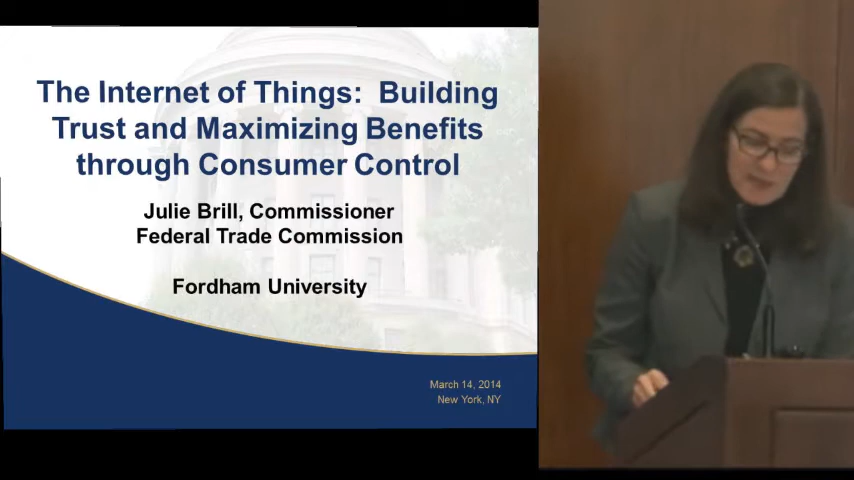 The Internet of Things: Building
Trust and Maximizing Benefits
through Consumer Control
Julie Brill, Commissioner
Federal Trade Commission
Fordham University
March 14, 2014
New York, NY